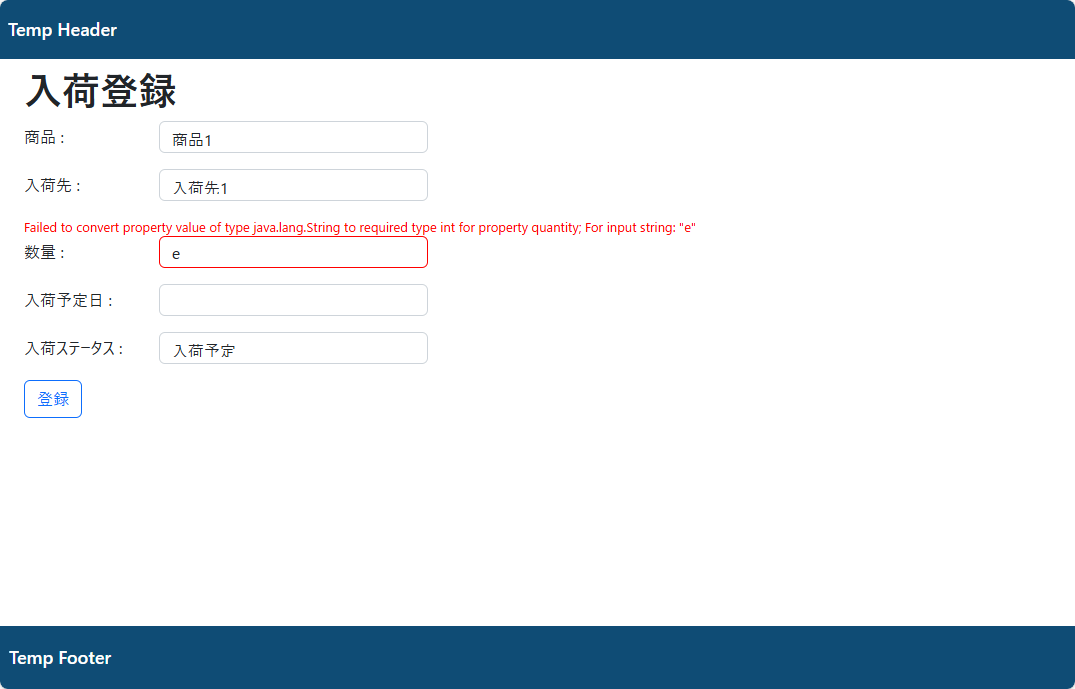 Temp Header
入荷登録
商品 :
商品1
入荷先 :
入荷先1
Failed to convert property value of type java.lang.String to required type int for property quantity; For input string: "e"
数量 :
e
入荷予定日 :
入荷ステータス :
入荷予定
登録
Temp Footer